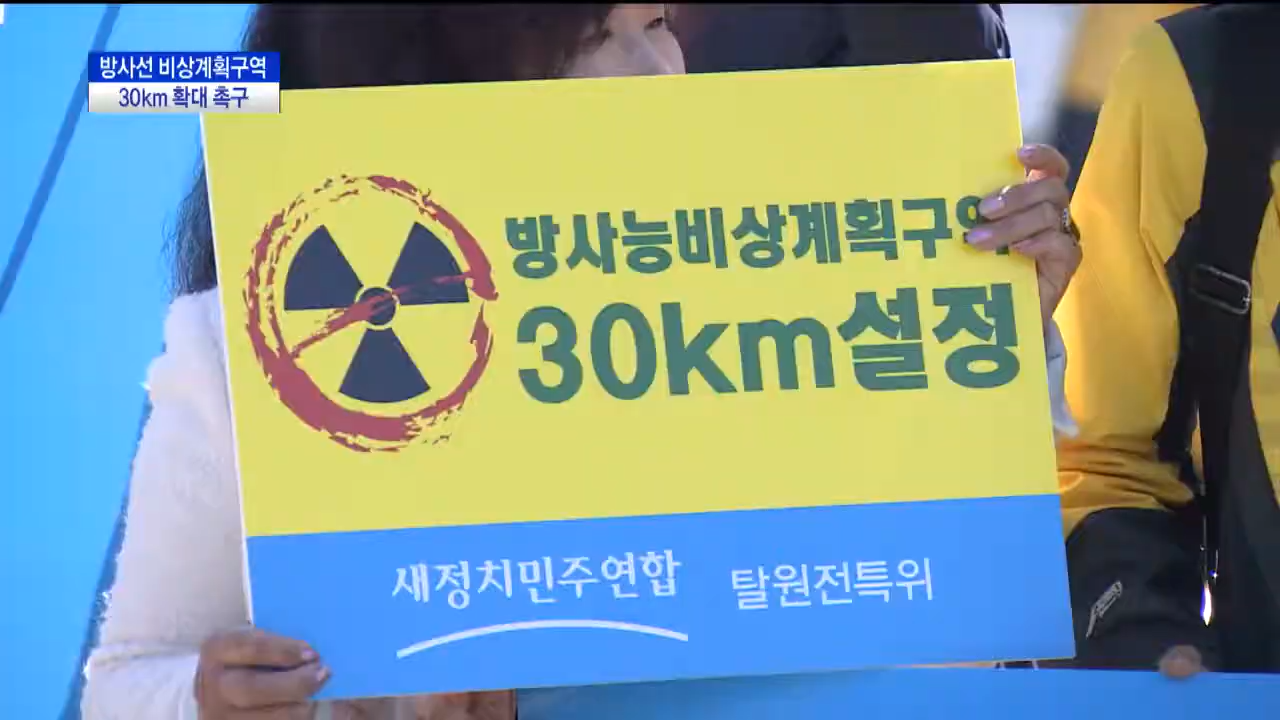 방사선 비상계획구역
30km 확대 촉구
방사능비상계획구역
30km설정
새정치민주연합 탈원전특위